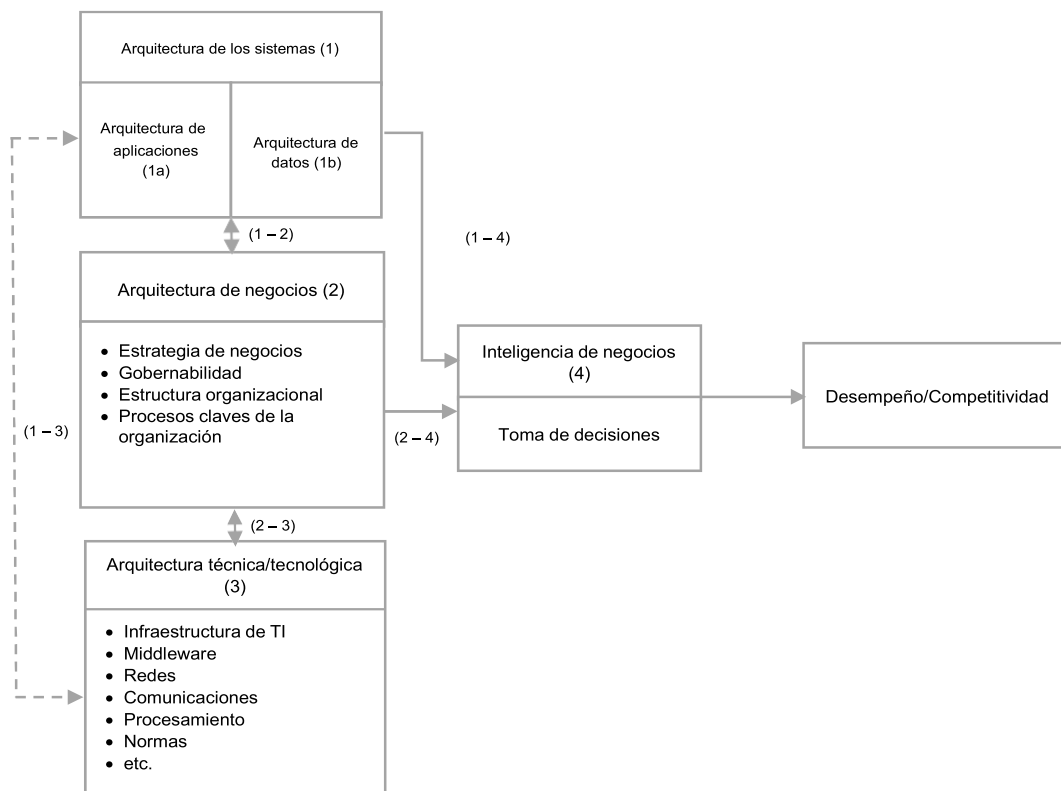 Arquitectura de los sistemas (1)
Arquitectura de
aplicaciones
(1a)
Arquitectura de
datos (1b)
(1 – 2)
(1 – 4)
Arquitectura de negocios (2)
• Estrategia de negocios
• Gobernabilidad
• Estructura organizacional
• Procesos claves de la
organización
(1 – 3)
(2 – 4)
Inteligencia de negocios
(4)
Toma de decisiones
Desempeño/Competitividad
(2 – 3)
Arquitectura técnica/tecnológica
(3)
• Infraestructura de TI
• Middleware
• Redes
• Comunicaciones
• Procesamiento
• Normas
• etc.